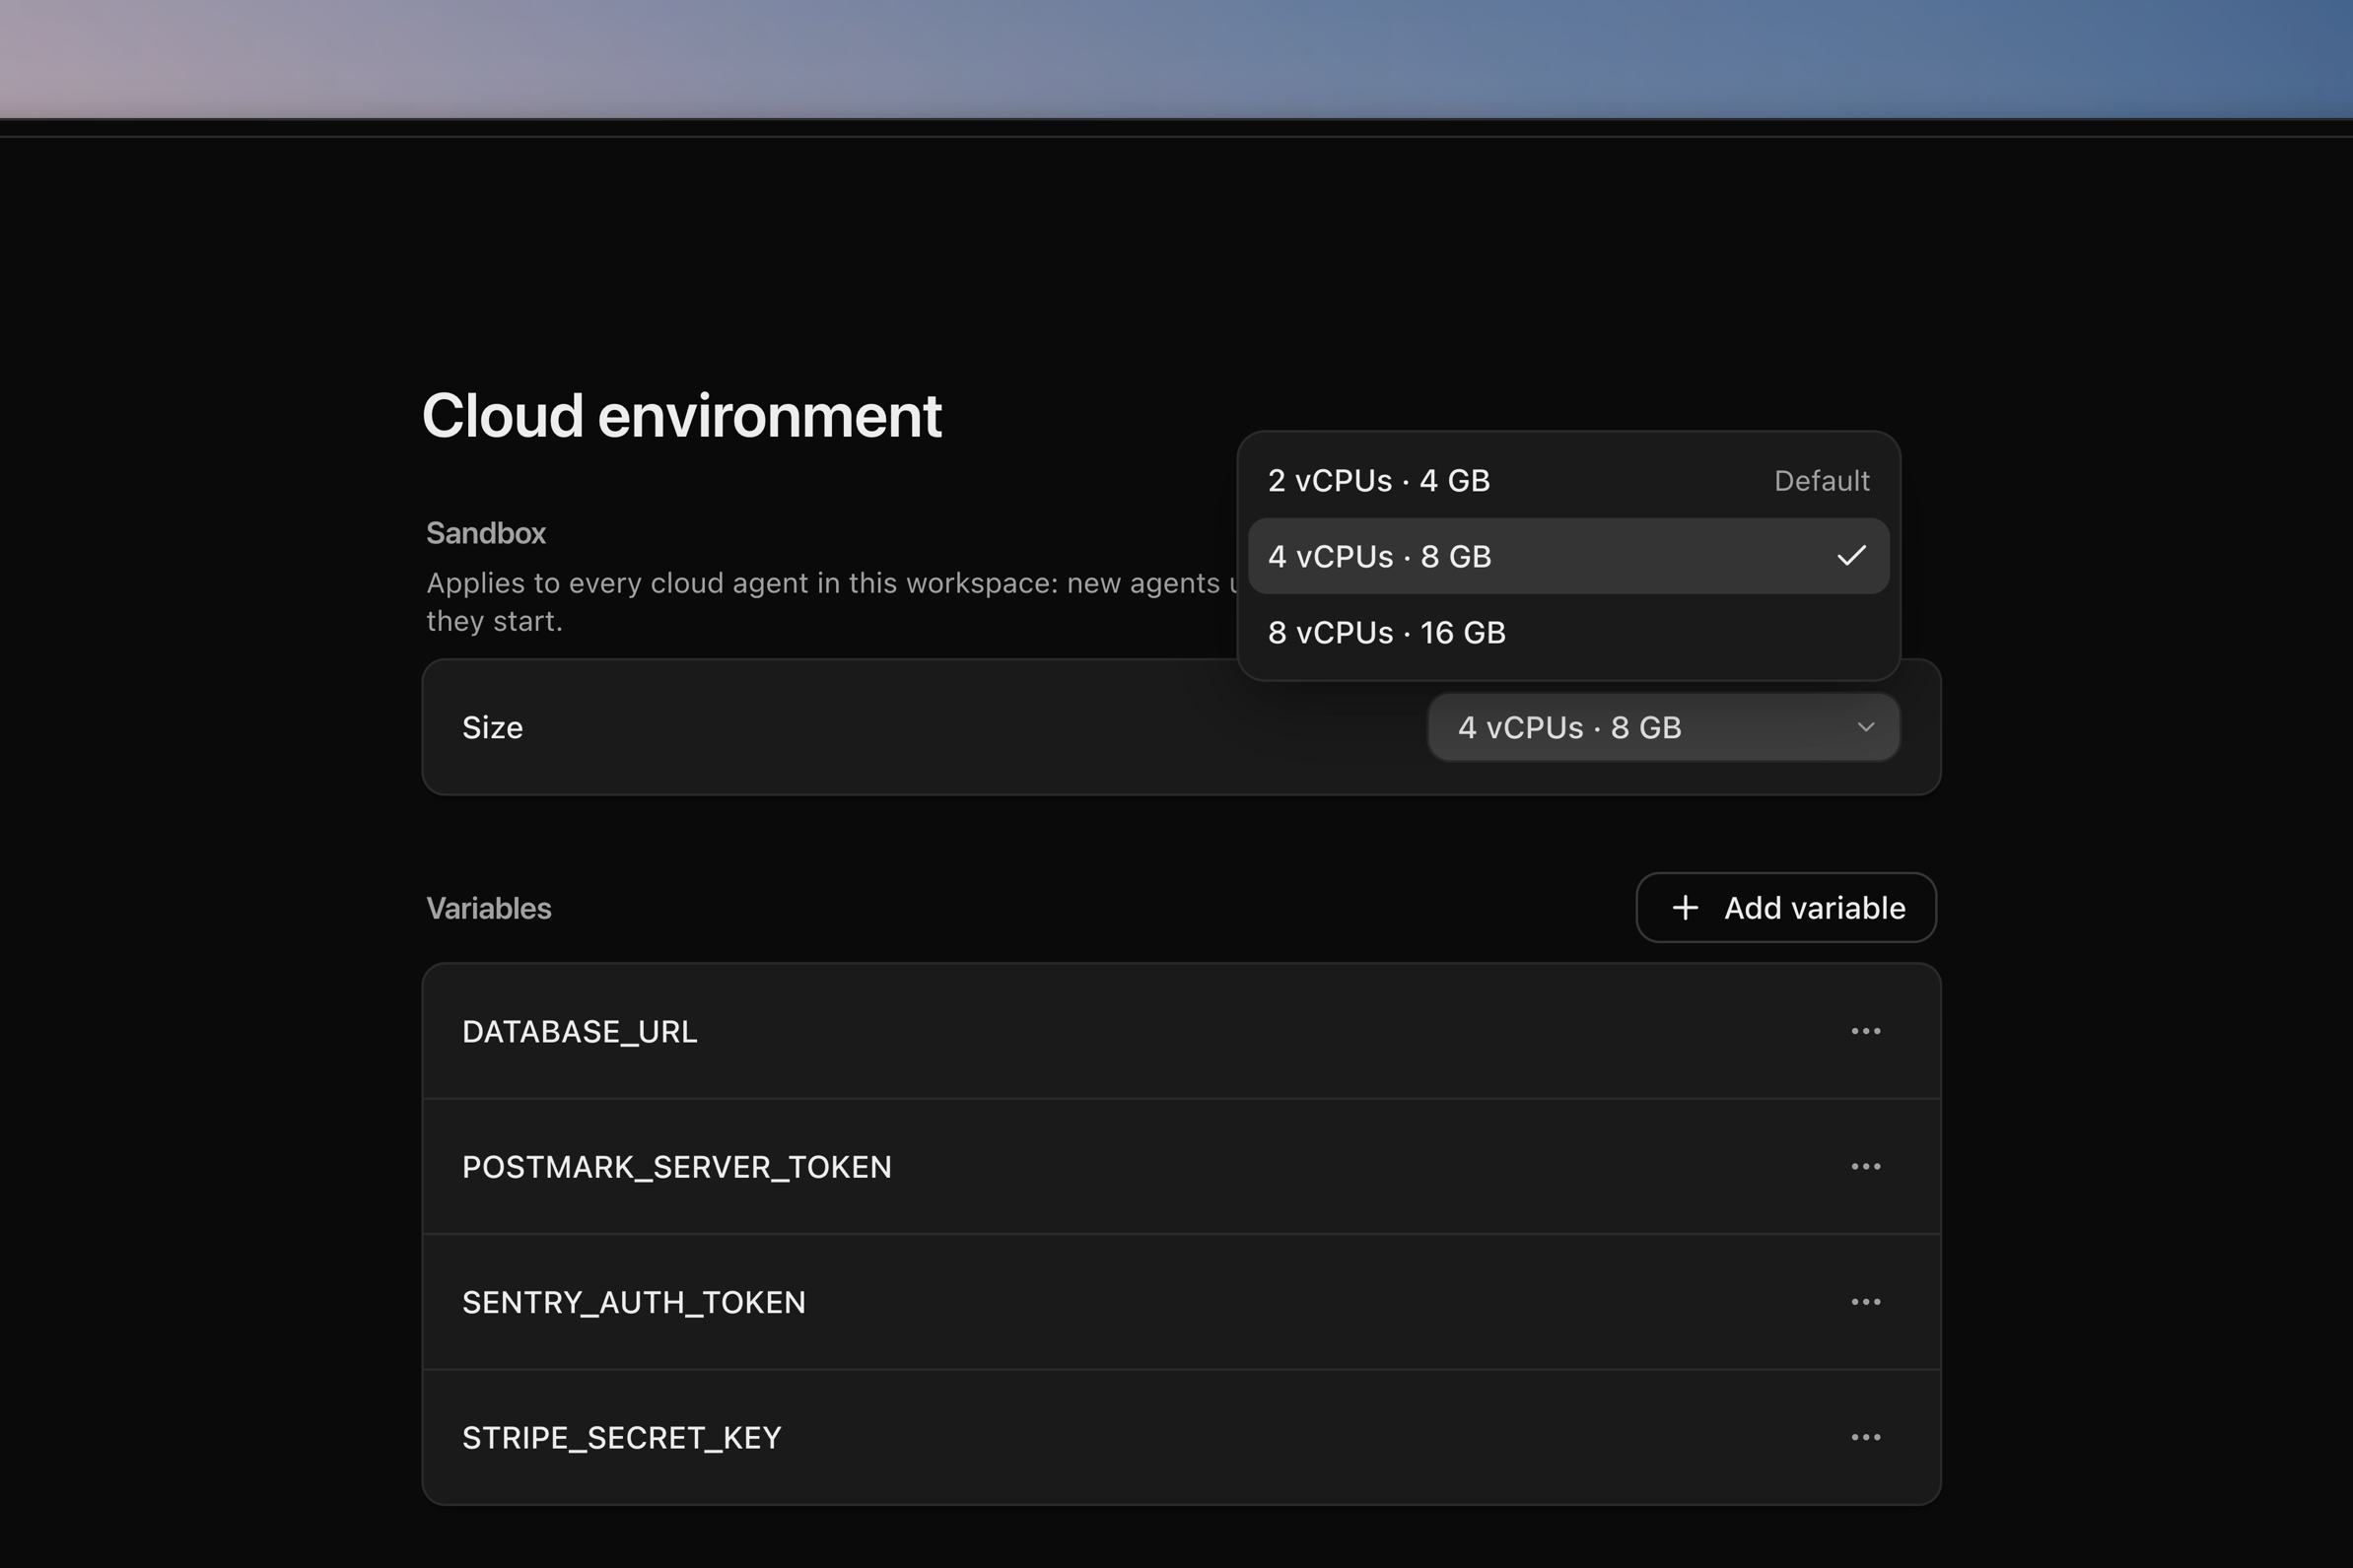 Cloud environment
2 vCPUs · 4 GB Default
Sandbox
4 vCPUs · 8 GB
Applies to every cloud agent in this workspace: new agents
they start.
8 vCPUs · 16 GB
Size
4 vCPUs · 8 GB
Variables
Add variable
DATABASE_URL
POSTMARK_SERVER_TOKEN
SENTRY_AUTH_TOKEN
STRIPE_SECRET_KEY